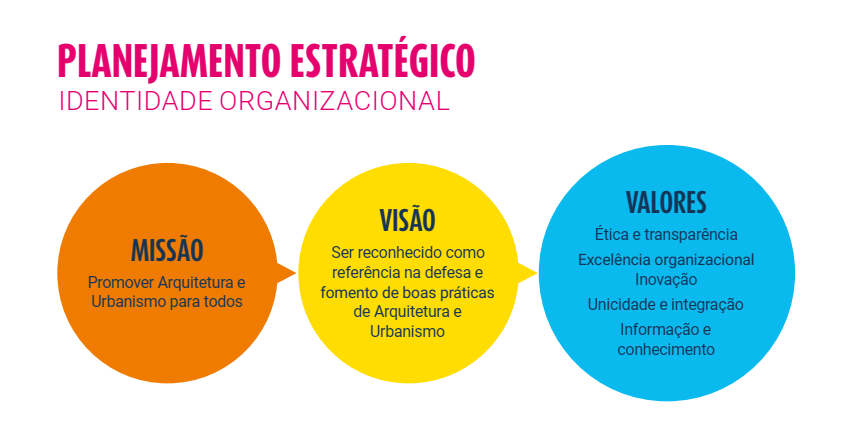 PLANEJAMENTO ESTRATÉGICO
IDENTIDADE ORGANIZACIONAL
MISSÃO
Promover Arquitetura e
Urbanismo para todos
VISÃO
Ser reconhecido como
referência na defesa e
fomento de boas práticas
de Arquitetura e
Urbanismo
VALORES
Ética e transparência
Excelência organizacional
Inovação
Unicidade e integração
Informação e
conhecimento